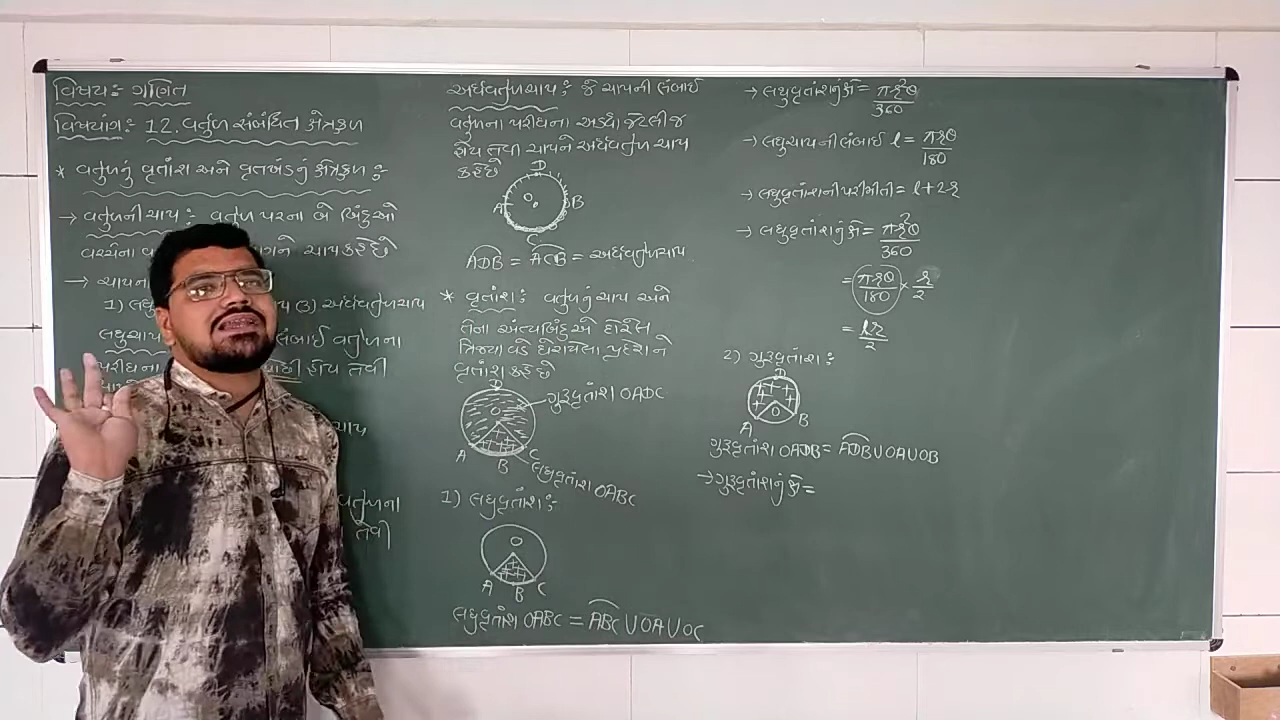 વિષય: ગણિત
વિષયાંગ: 12. વર્તુળ સંબંધિત ક્ષેત્રફળ
* વર્તુળનું વૃતાંશ અને વૃતખંડનું ક્ષેત્રફળ :-
→ વર્તુળની ચાપ :- વર્તુળ પરના બે બિંદુઓ
વચ્ચેના
ચાપ કહે છે
→
1)
(3) અર્ધવર્તુળચાપ
લઘુચાપ
લંબાઈ વર્તુળના
પરીઘના
હોય તેવી
ચાપ
વર્તુળના
તેવી
અર્ધવર્તુળચાપ : જે ચાપની લંબાઈ
વર્તુળના પરીઘના અડધા જેટલી જ
હોય તેવી ચાપને અર્ધવર્તુળ ચાપ
કહે છે
D
A O B
C
ADB = ACB = અર્ધવર્તુળચાપ
* વૃતાંશ : વર્તુળનું ચાપ અને
તેના અંત્યબિંદુએ દોરેલ
ત્રિજ્યા વડે ઘેરાયેલા પ્રદેશને
વૃતાંશ કહે છે
D
ગુરૂવૃતાંશ OADC
O
A B C
લઘુવૃતાંશ OABC
1) લઘુવૃતાંશ :-
O
A B C
લઘુવૃતાંશ OABC = ABC ∪ OA ∪ OC
→ લઘુવૃતાંશનું ક્ષે = πr²θ/360
→ લઘુચાપની લંબાઈ l = πrθ/180
→ લઘુવૃતાંશની પરીમીતી = l + 2r
→ લઘુવૃતાંશનું ક્ષે = πr²θ/360
= πrθ/180 × r/2
= lr/2
2) ગુરૂવૃતાંશ :
D
O
A B
ગુરૂવૃતાંશ OADB = ADB ∪ OA ∪ OB
→ ગુરૂવૃતાંશનું ક્ષે =